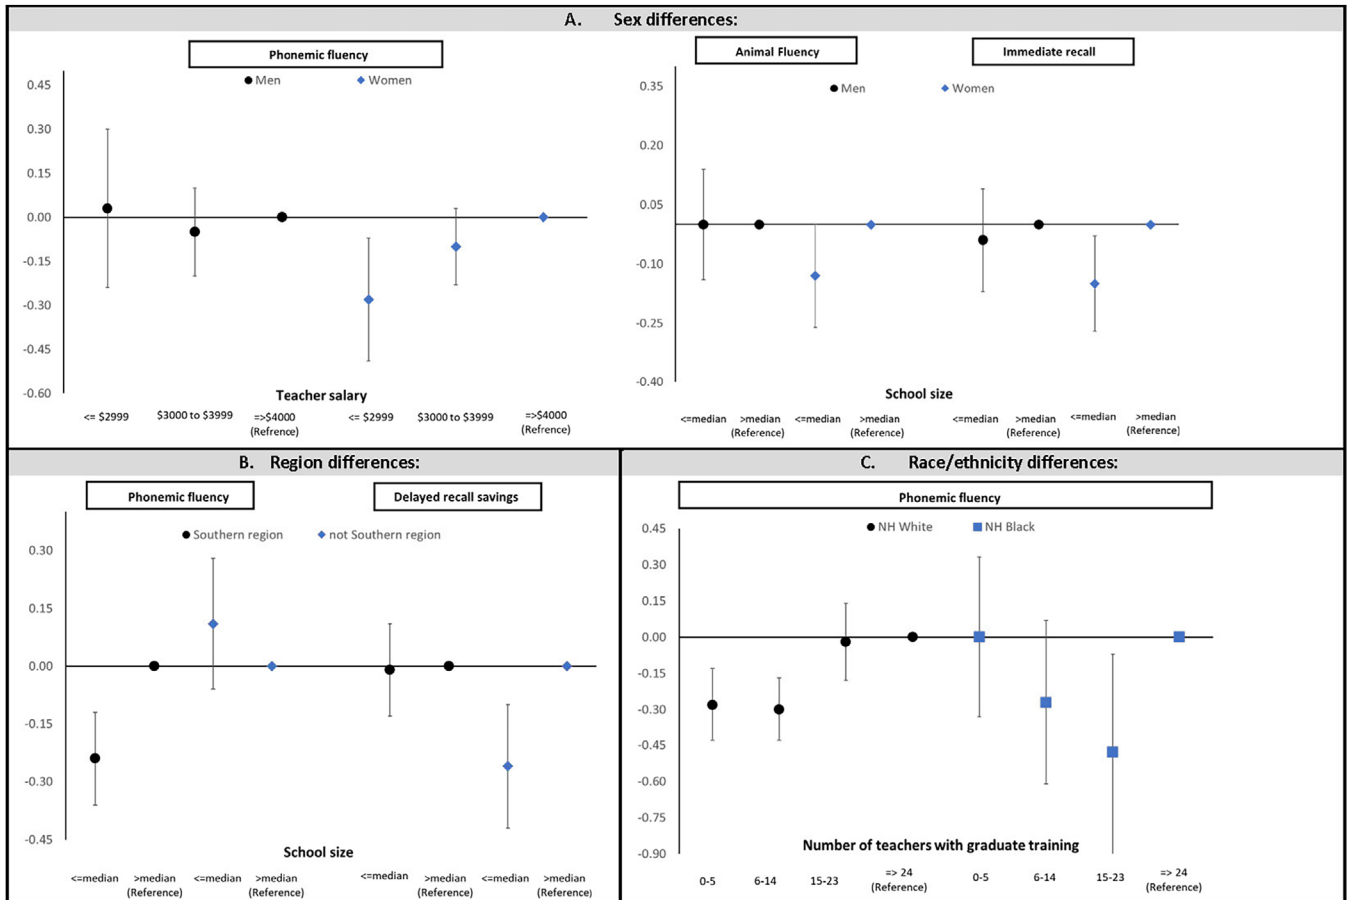 A. Sex differences:
Phonemic fluency
Men Women
0.45
0.30
0.15
0.00
-0.15
-0.30
-0.45
-0.60
Teacher salary
<= $2999 $3000 to $3999 =>$4000 <= $2999 $3000 to $3999 =>$4000
(Refrence) (Refrence)
Animal Fluency Immediate recall
Men Women
0.35
0.20
0.05
-0.10
-0.25
-0.40
School size
<=median >median <=median >median <=median >median <=median >median
(Reference) (Reference) (Reference) (Reference)
B. Region differences:
Phonemic fluency Delayed recall savings
Southern region not Southern region
0.30
0.15
0.00
-0.15
-0.30
-0.45
School size
<=median >median <=median >median <=median >median <=median >median
(Reference) (Reference) (Reference) (Reference)
C. Race/ethnicity differences:
Phonemic fluency
NH White NH Black
0.45
0.30
0.15
0.00
-0.15
-0.30
-0.45
-0.60
-0.75
-0.90
Number of teachers with graduate training
0-5 6-14 15-23 => 24 0-5 6-14 15-23 => 24
(Reference) (Reference)